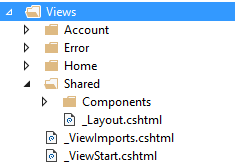 Views
Account
Error
Home
Shared
Components
_Layout.cshtml
_ViewImports.cshtml
_ViewStart.cshtml